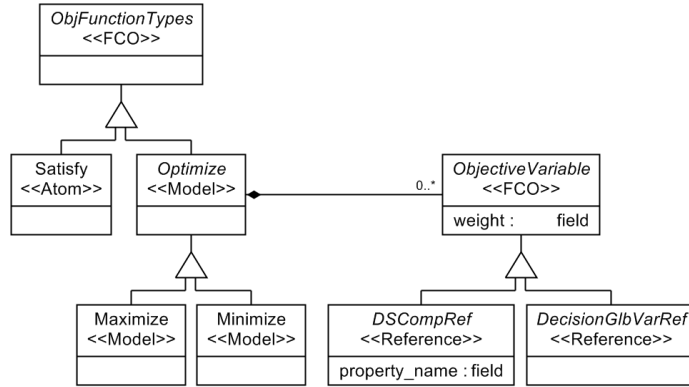 ObjFunctionTypes
<<FCO>>
Satisfy
<<Atom>>
Optimize
<<Model>>
0..*
ObjectiveVariable
<<FCO>>
weight : field
Maximize
<<Model>>
Minimize
<<Model>>
DSCompRef
<<Reference>>
property_name : field
DecisionGlbVarRef
<<Reference>>